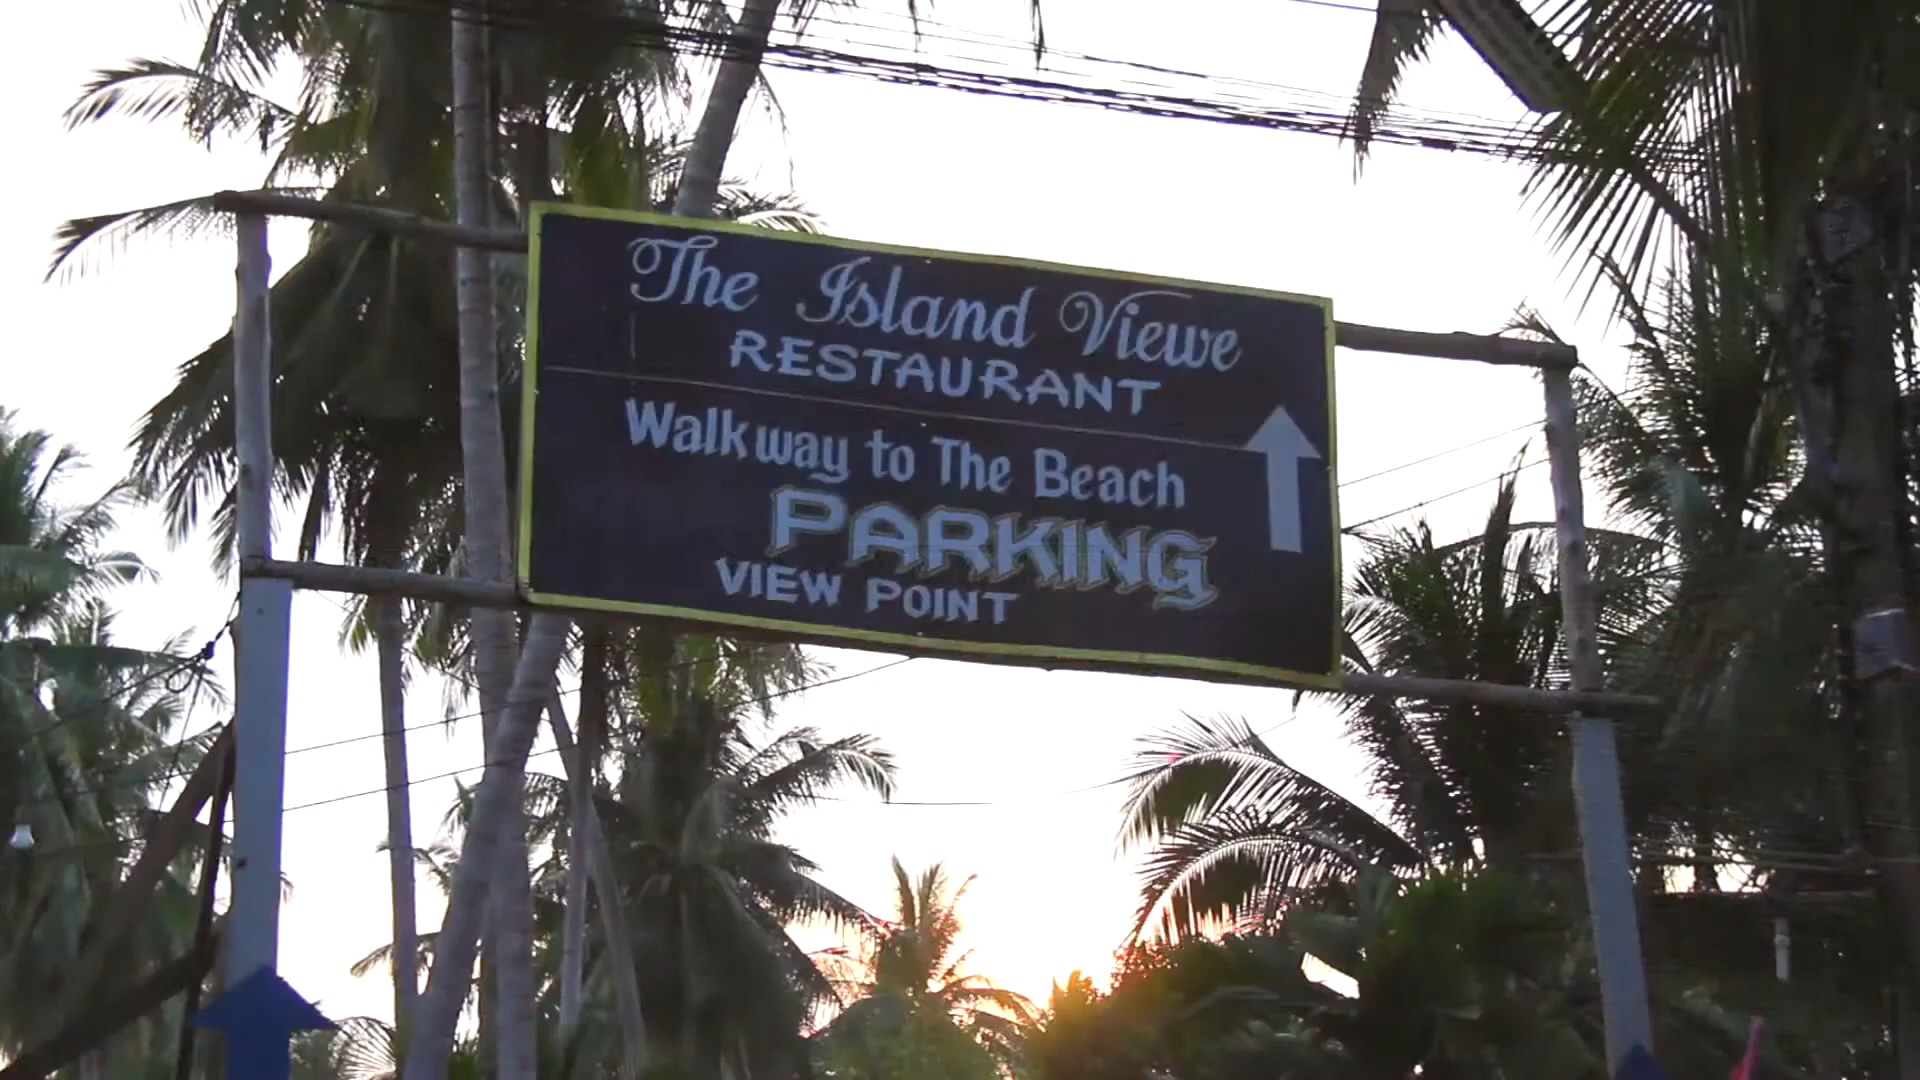 The Island Viewe
RESTAURANT
Walkway to The Beach
PARKING
VIEW POINT